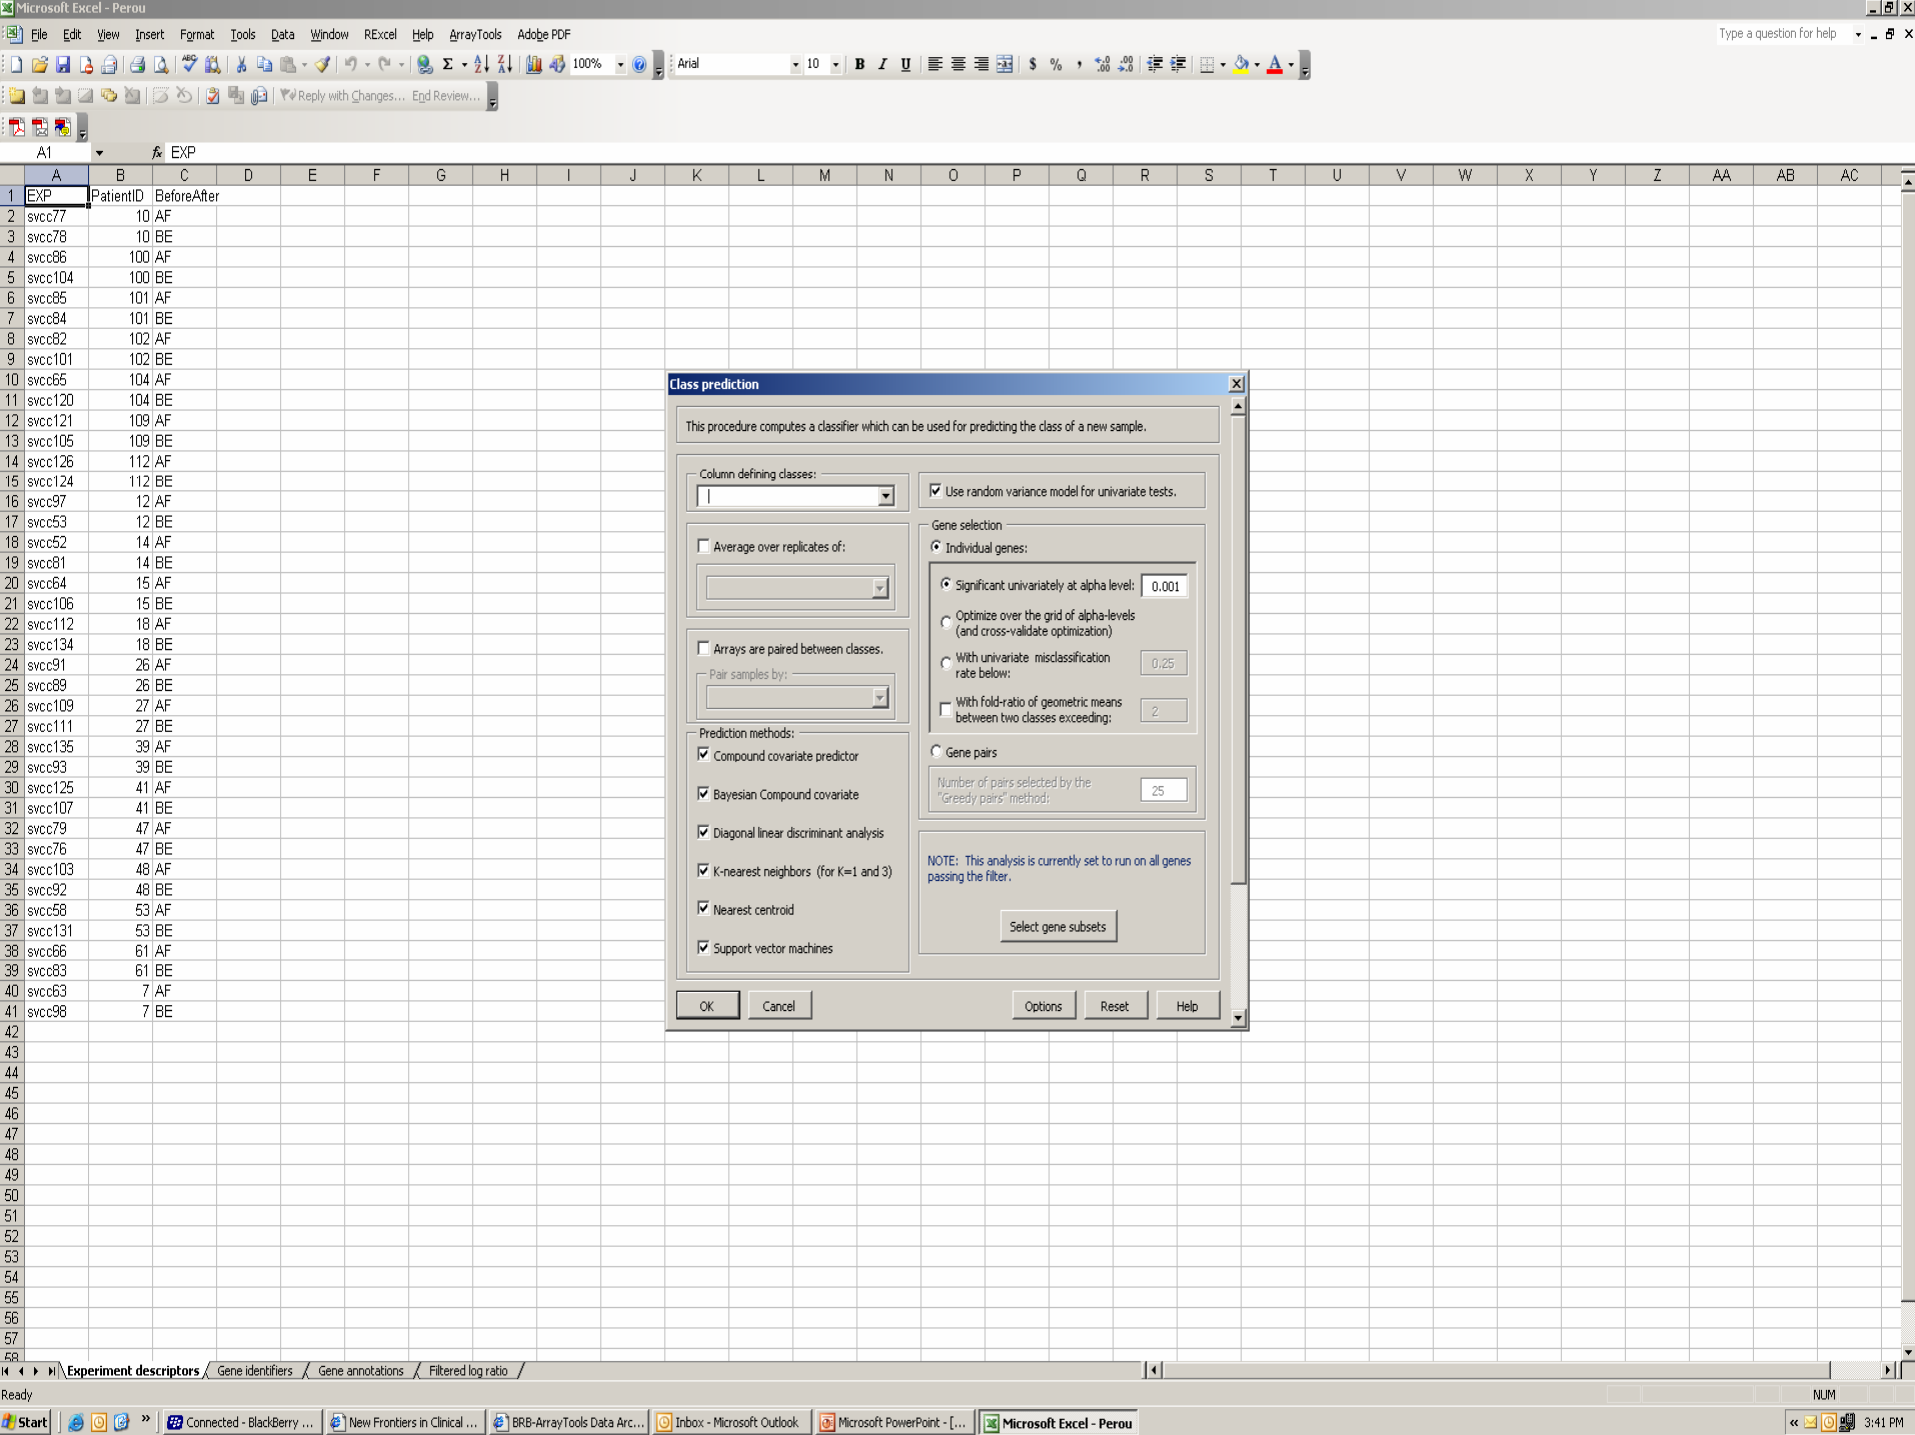 Microsoft Excel - Perou
File Edit View Insert Format Tools Data Window RExcel Help ArrayTools Adobe PDF
Type a question for help
100% Arial 10 B I U $ % ,
Reply with Changes... End Review...
A1 fx EXP
A B C D E F G H I J K L M N O P Q R S T U V W X Y Z AA AB AC
1 EXP PatientID BeforeAfter
2 svcc77 10 AF
3 svcc78 10 BE
4 svcc86 100 AF
5 svcc104 100 BE
6 svcc85 101 AF
7 svcc84 101 BE
8 svcc82 102 AF
9 svcc101 102 BE
10 svcc65 104 AF
11 svcc120 104 BE
12 svcc121 109 AF
13 svcc105 109 BE
14 svcc126 112 AF
15 svcc124 112 BE
16 svcc97 12 AF
17 svcc53 12 BE
18 svcc52 14 AF
19 svcc81 14 BE
20 svcc64 15 AF
21 svcc106 15 BE
22 svcc112 18 AF
23 svcc134 18 BE
24 svcc91 26 AF
25 svcc89 26 BE
26 svcc109 27 AF
27 svcc111 27 BE
28 svcc135 39 AF
29 svcc93 39 BE
30 svcc125 41 AF
31 svcc107 41 BE
32 svcc79 47 AF
33 svcc76 47 BE
34 svcc103 48 AF
35 svcc92 48 BE
36 svcc58 53 AF
37 svcc131 53 BE
38 svcc66 61 AF
39 svcc83 61 BE
40 svcc63 7 AF
41 svcc98 7 BE
42
43
44
45
46
47
48
49
50
51
52
53
54
55
56
57
58
Class prediction
This procedure computes a classifier which can be used for predicting the class of a new sample.
Column defining classes:
Average over replicates of:
Arrays are paired between classes.
Pair samples by:
Prediction methods:
Compound covariate predictor
Bayesian Compound covariate
Diagonal linear discriminant analysis
K-nearest neighbors (for K=1 and 3)
Nearest centroid
Support vector machines
Use random variance model for univariate tests.
Gene selection
Individual genes:
Significant univariately at alpha level: 0.001
Optimize over the grid of alpha-levels
(and cross-validate optimization)
With univariate misclassification
rate below: 0.25
With fold-ratio of geometric means
between two classes exceeding: 2
Gene pairs
Number of pairs selected by the
"Greedy pairs" method: 25
NOTE: This analysis is currently set to run on all genes
passing the filter.
Select gene subsets
OK Cancel Options Reset Help
Experiment descriptors Gene identifiers Gene annotations Filtered log ratio
Ready NUM
Start » Connected - BlackBerry ... New Frontiers in Clinical ... BRB-ArrayTools Data Arc... Inbox - Microsoft Outlook Microsoft PowerPoint - [... Microsoft Excel - Perou « 3:41 PM